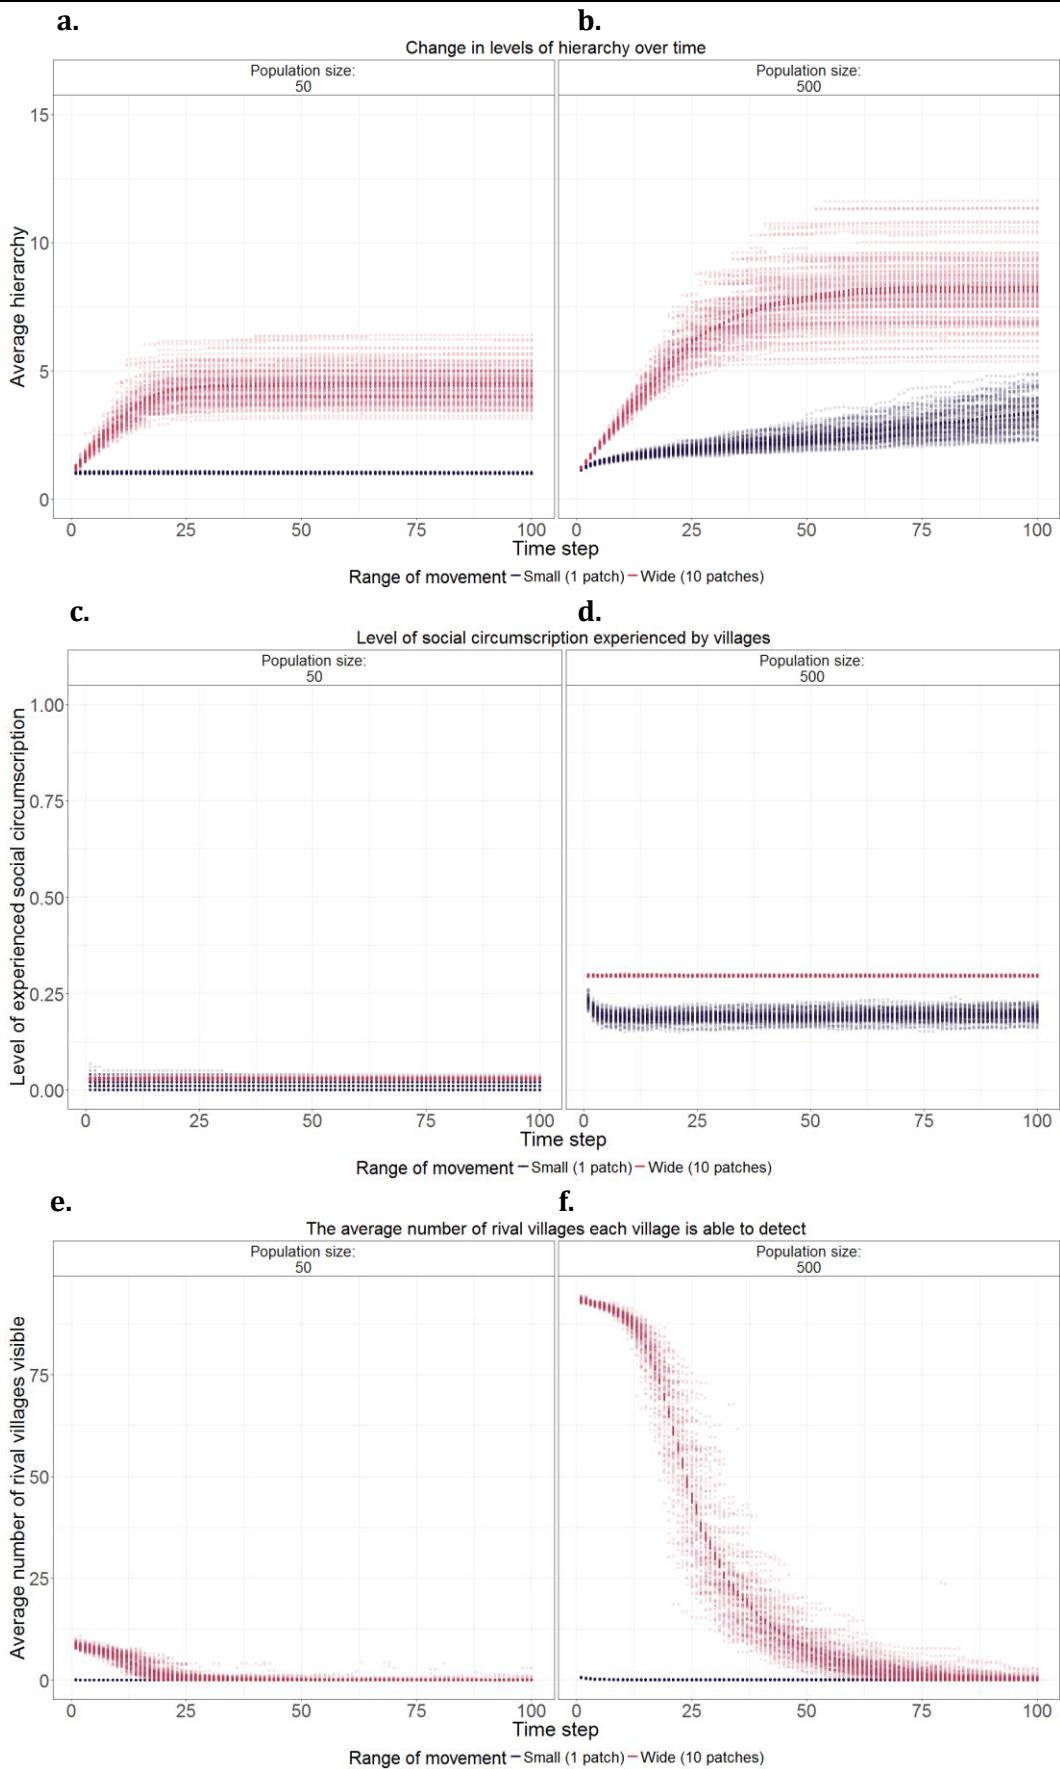 a.
b.
Change in levels of hierarchy over time
Population size:
50
Population size:
500
Average hierarchy
15
10
5
0
0 25 50 75 100
0 25 50 75 100
Time step
Range of movement Small (1 patch) Wide (10 patches)
c.
d.
Level of social circumscription experienced by villages
Population size:
50
Population size:
500
Level of experienced social circumscription
1.00
0.75
0.50
0.25
0.00
0 25 50 75 100
0 25 50 75 100
Time step
Range of movement Small (1 patch) Wide (10 patches)
e.
f.
The average number of rival villages each village is able to detect
Population size:
50
Population size:
500
Average number of rival villages visible
75
50
25
0
0 25 50 75 100
0 25 50 75 100
Time step
Range of movement Small (1 patch) Wide (10 patches)